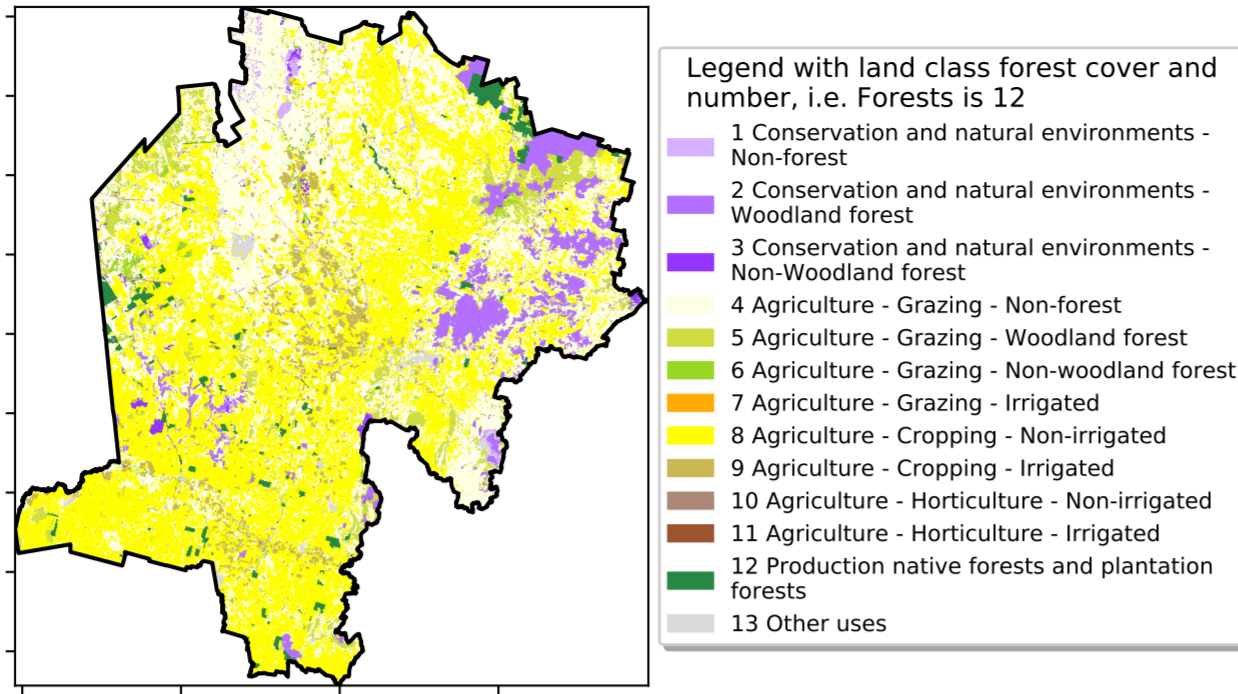 Legend with land class forest cover and
number, i.e. Forests is 12
1 Conservation and natural environments -
Non-forest
2 Conservation and natural environments -
Woodland forest
3 Conservation and natural environments -
Non-Woodland forest
4 Agriculture - Grazing - Non-forest
5 Agriculture - Grazing - Woodland forest
6 Agriculture - Grazing - Non-woodland forest
7 Agriculture - Grazing - Irrigated
8 Agriculture - Cropping - Non-irrigated
9 Agriculture - Cropping - Irrigated
10 Agriculture - Horticulture - Non-irrigated
11 Agriculture - Horticulture - Irrigated
12 Production native forests and plantation
forests
13 Other uses